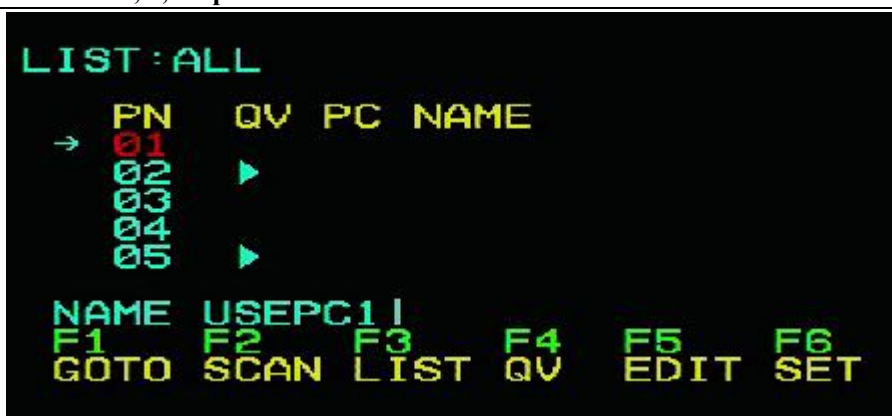 LIST:ALL
PN QV PC NAME
→ 01
02 ▶
03
04
05 ▶
NAME USEPC1|
F1 F2 F3 F4 F5 F6
GOTO SCAN LIST QV EDIT SET